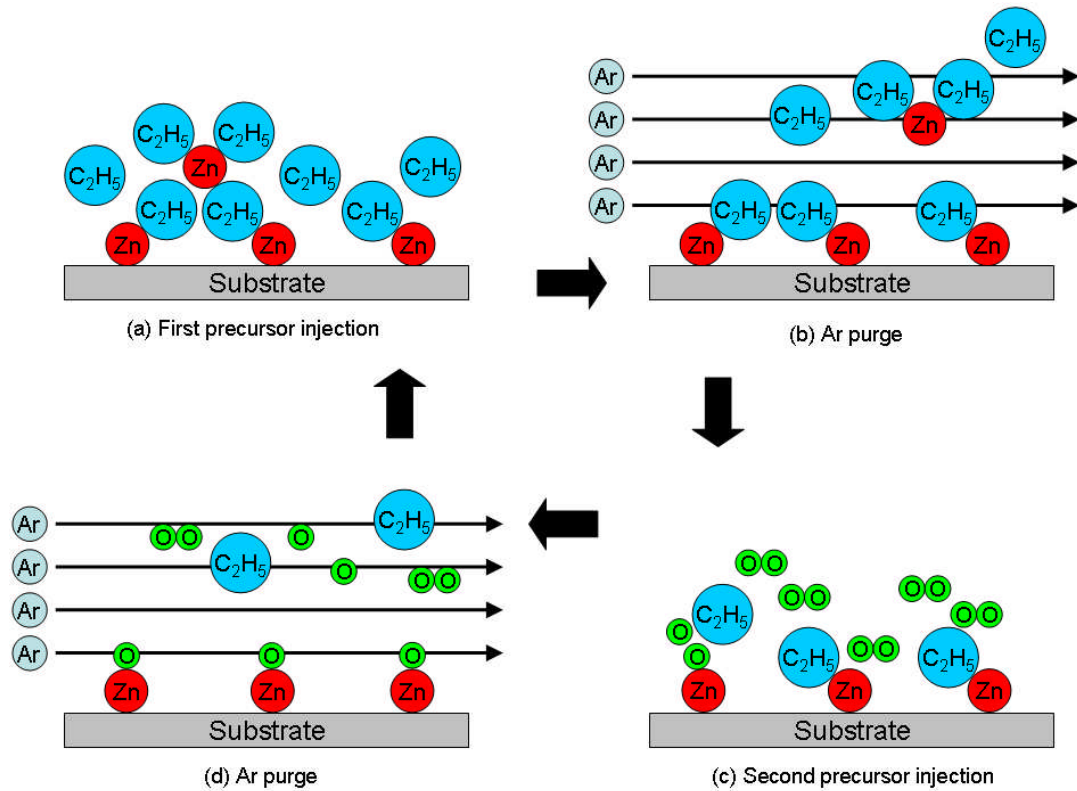 C₂H₅ C₂H₅
C₂H₅ Zn C₂H₅ C₂H₅
C₂H₅ C₂H₅ C₂H₅
Zn Zn Zn
Substrate
(a) First precursor injection
C₂H₅
Ar C₂H₅ C₂H₅
Ar C₂H₅ Zn
Ar
Ar C₂H₅ C₂H₅ C₂H₅
Zn Zn Zn
Substrate
(b) Ar purge
Ar O O O C₂H₅
Ar C₂H₅ O O O
Ar
Ar O O O
Zn Zn Zn
Substrate
(d) Ar purge
O O
O O O O
C₂H₅ O O
O
O C₂H₅ O O C₂H₅
Zn Zn Zn
Substrate
(c) Second precursor injection